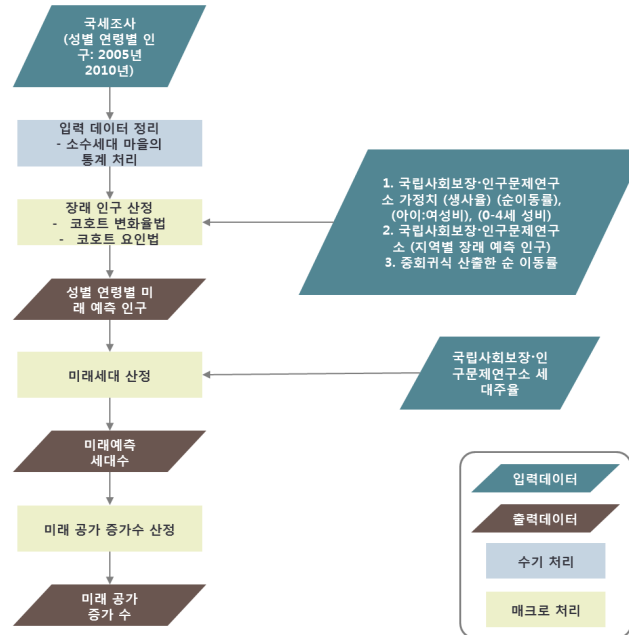 국세조사
(성별 연령별 인
구: 2005년
2010년)
입력 데이터 정리
- 소수세대 마을의
통계 처리
장래 인구 산정
- 코호트 변화율법
- 코호트 요인법
1. 국립사회보장·인구문제연구
소 가정치 (생사율) (순이동률),
(아이:여성비), (0-4세 성비)
2. 국립사회보장·인구문제연구
소 (지역별 장래 예측 인구)
3. 중회귀식 산출한 순 이동률
성별 연령별 미
래 예측 인구
미래세대 산정
국립사회보장·인
구문제연구소 세
대주율
미래예측
세대수
미래 공가 증가수 산정
미래 공가
증가 수
입력데이터
출력데이터
수기 처리
매크로 처리